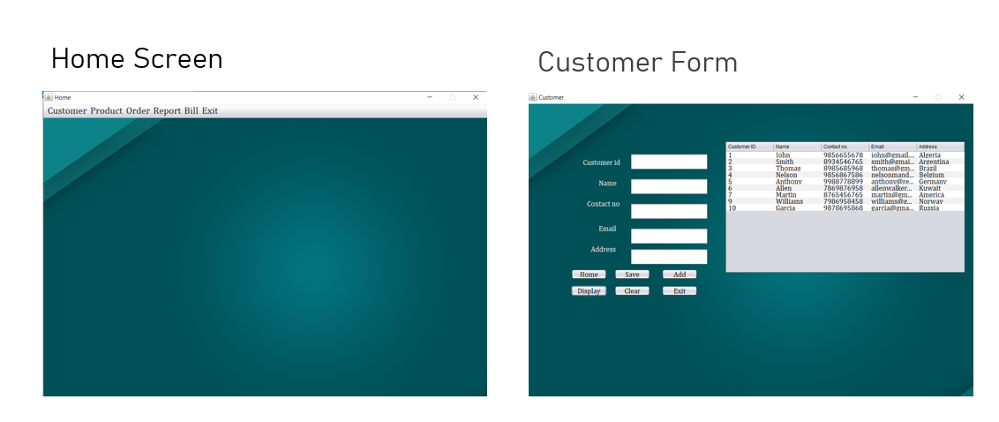 Home Screen
Customer Form
Home
Customer Product Order Report Bill Exit
Customer
Customer id
Name
Contact no
Email
Address
Home Save Add
Display Clear Exit
Customer ID Name Contact no. Email Address
1 John 9856655678 john@gmail.... Algeria
2 Smith 8934546765 smith@gmai... Argentina
3 Thomas 8985685968 thomas@gm... Brazil
4 Nelson 9856867586 nelsonmand... Belgium
5 Anthony 9988778899 anthony@re... Germany
6 Allen 7869876958 allenwalker... Kuwait
7 Martin 8765456765 martin@gm... America
9 Williams 7986958458 williams@g... Norway
10 Garcia 9878695868 garcia@gma... Russia